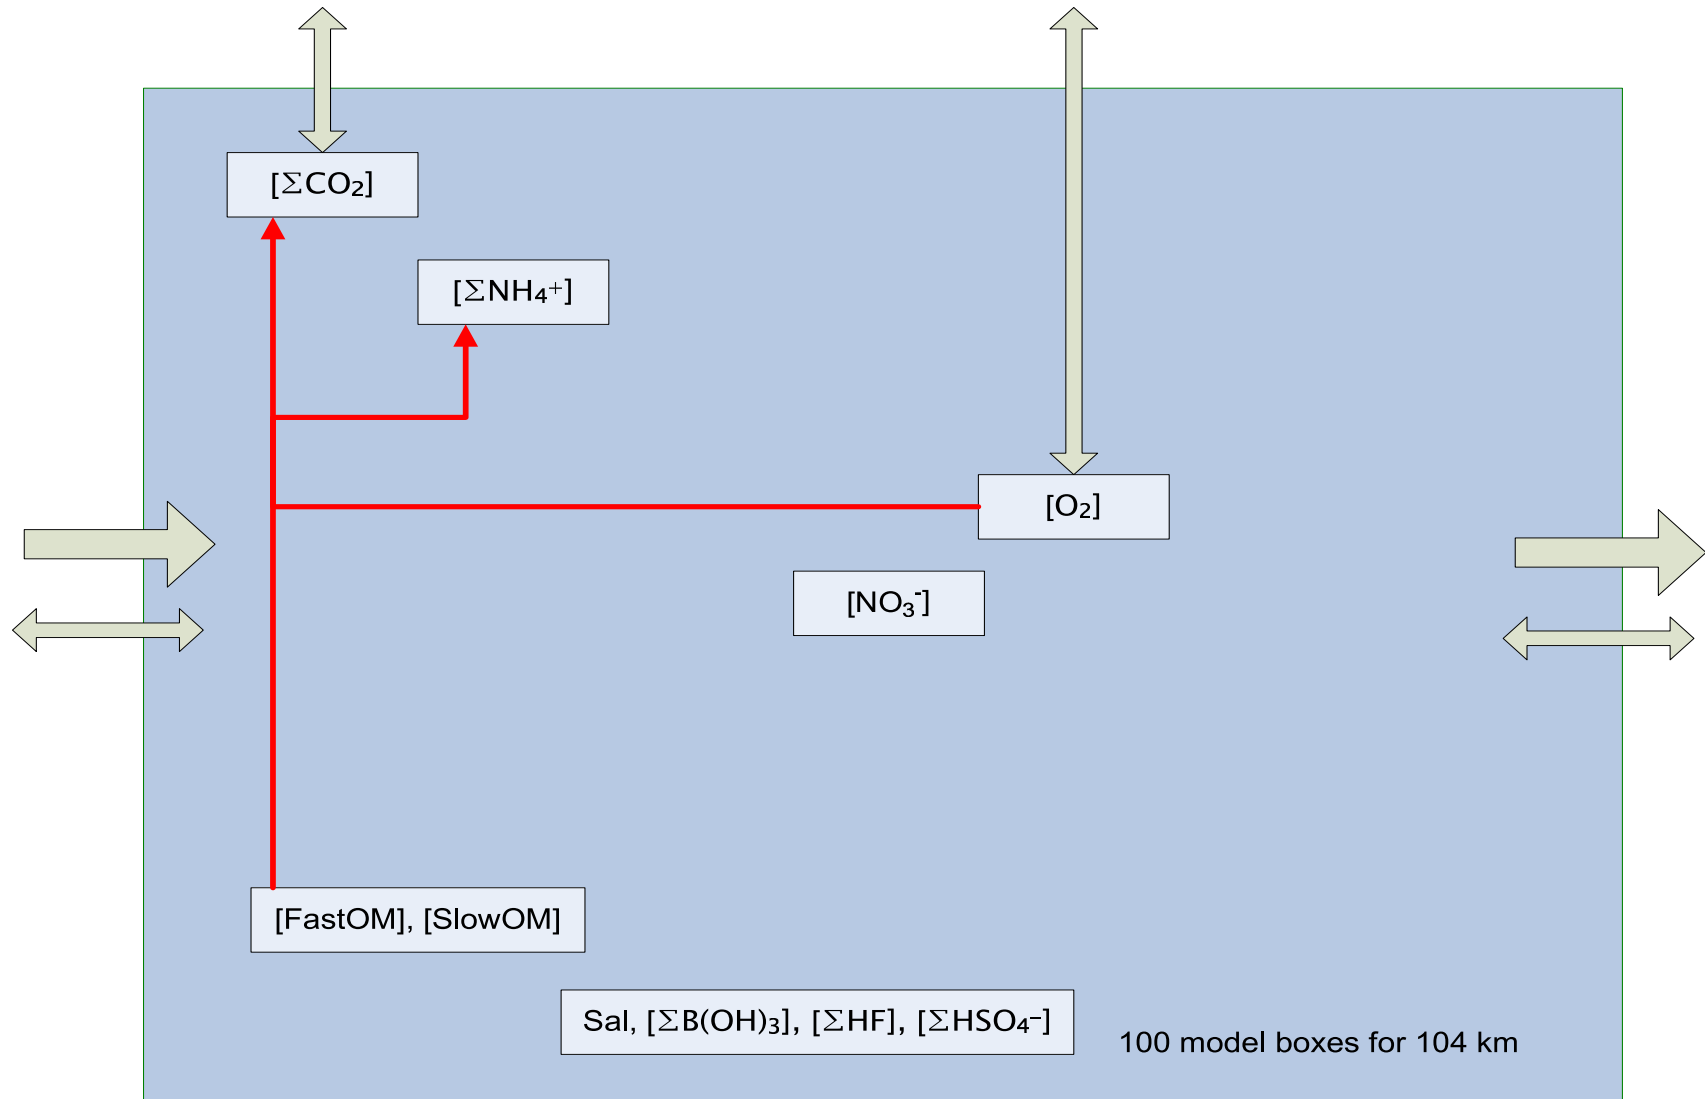 [ΣCO₂]
[ΣNH₄⁺]
[O₂]
[NO₃⁻]
[FastOM], [SlowOM]
Sal, [ΣB(OH)₃], [ΣHF], [ΣHSO₄⁻]
100 model boxes for 104 km